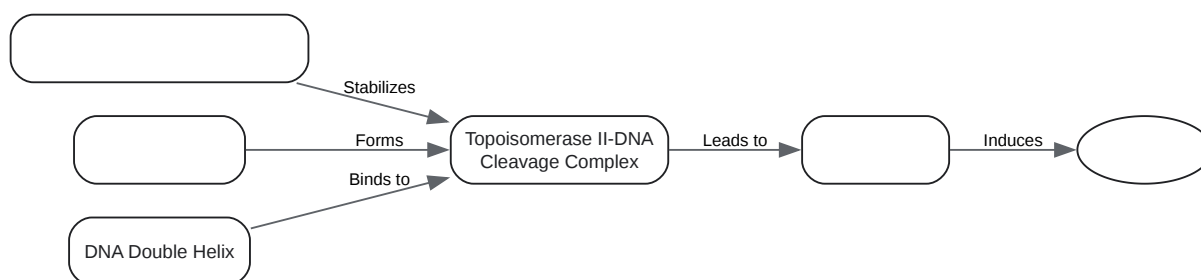 Stabilizes
Forms
Topoisomerase II-DNA
Cleavage Complex
Leads to
Induces
Binds to
DNA Double Helix